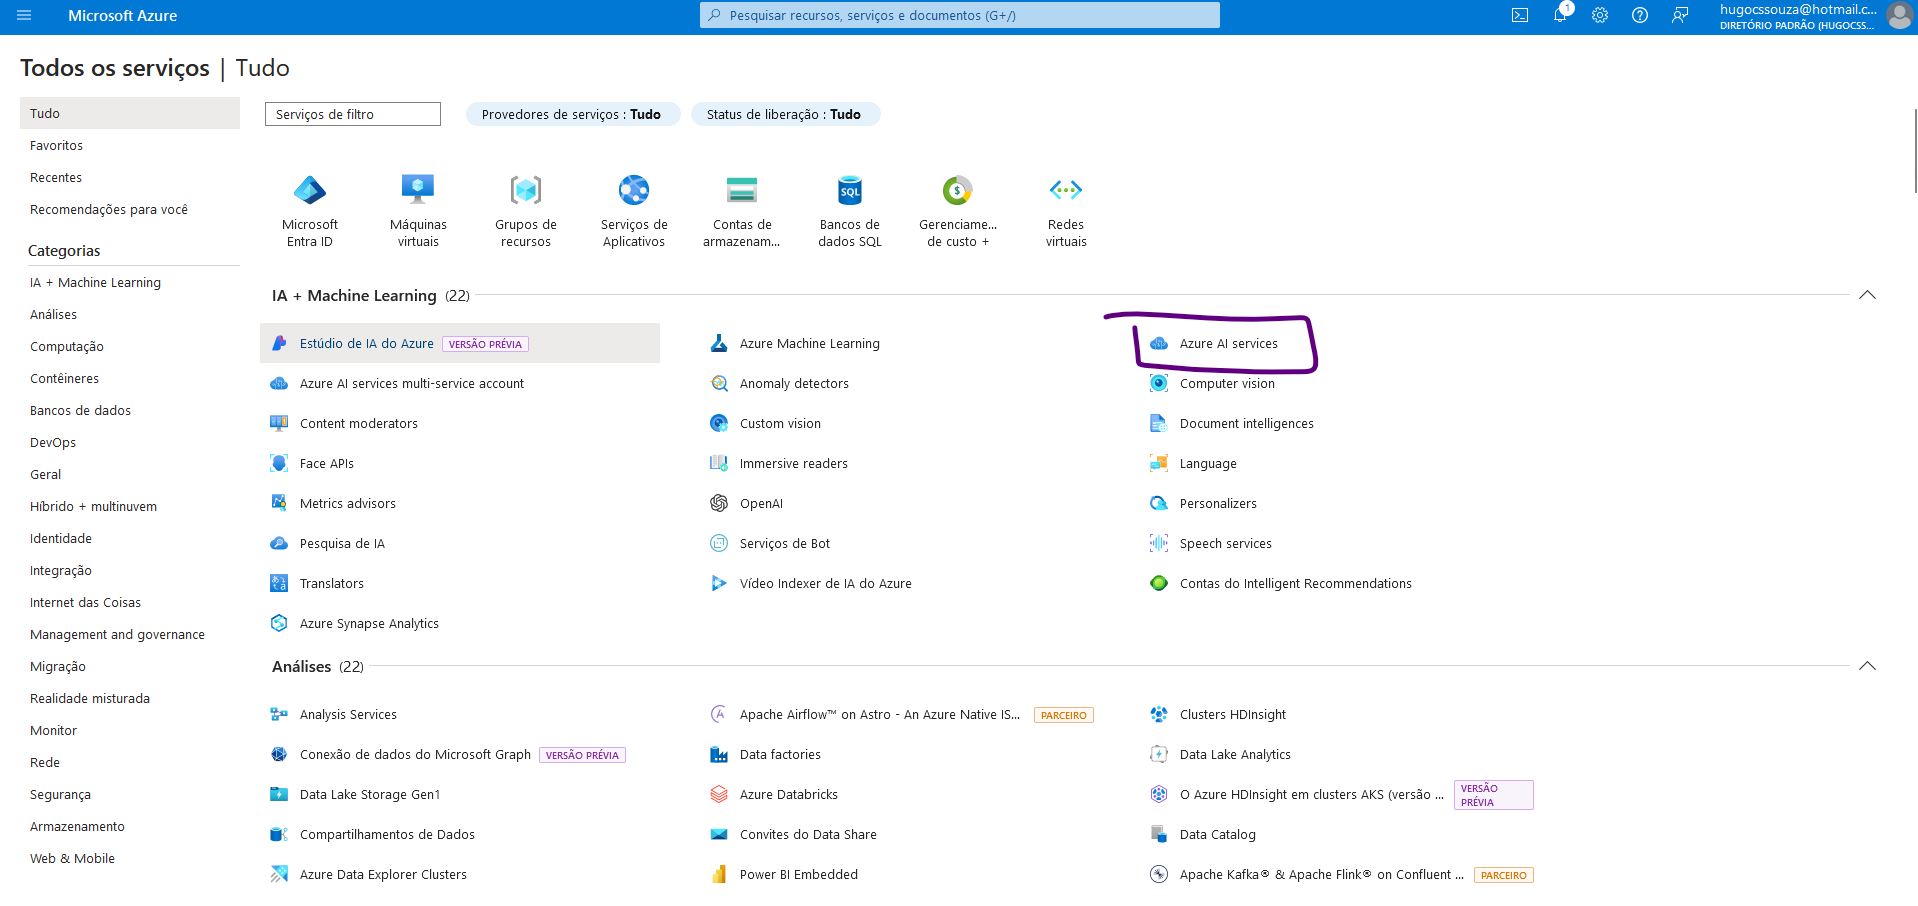 Microsoft Azure
Pesquisar recursos, serviços e documentos (G+/)
1
hugocssouza@hotmail.c...
DIRETÓRIO PADRÃO (HUGOCSS...
Todos os serviços | Tudo
Tudo
Favoritos
Recentes
Recomendações para você
Categorias
IA + Machine Learning
Análises
Computação
Contêineres
Bancos de dados
DevOps
Geral
Híbrido + multinuvem
Identidade
Integração
Internet das Coisas
Management and governance
Migração
Realidade misturada
Monitor
Rede
Segurança
Armazenamento
Web & Mobile
Serviços de filtro
Provedores de serviços : Tudo
Status de liberação : Tudo
Microsoft
Entra ID
Máquinas
virtuais
Grupos de
recursos
Serviços de
Aplicativos
Contas de
armazenam...
SQL
Bancos de
dados SQL
$
Gerenciame...
de custo +
Redes
virtuais
IA + Machine Learning (22)
Estúdio de IA do Azure VERSÃO PRÉVIA
Azure Machine Learning
Azure AI services
Azure AI services multi-service account
Anomaly detectors
Computer vision
Content moderators
Custom vision
Document intelligences
Face APIs
Immersive readers
Language
Metrics advisors
OpenAI
Personalizers
Pesquisa de IA
Serviços de Bot
Speech services
Translators
Vídeo Indexer de IA do Azure
Contas do Intelligent Recommendations
Azure Synapse Analytics
Análises (22)
Analysis Services
Apache Airflow™ on Astro - An Azure Native IS... PARCEIRO
Clusters HDInsight
Conexão de dados do Microsoft Graph VERSÃO PRÉVIA
Data factories
Data Lake Analytics
Data Lake Storage Gen1
Azure Databricks
O Azure HDInsight em clusters AKS (versão ... VERSÃO
PRÉVIA
Compartilhamentos de Dados
Convites do Data Share
Data Catalog
Azure Data Explorer Clusters
Power BI Embedded
Apache Kafka® & Apache Flink® on Confluent ... PARCEIRO